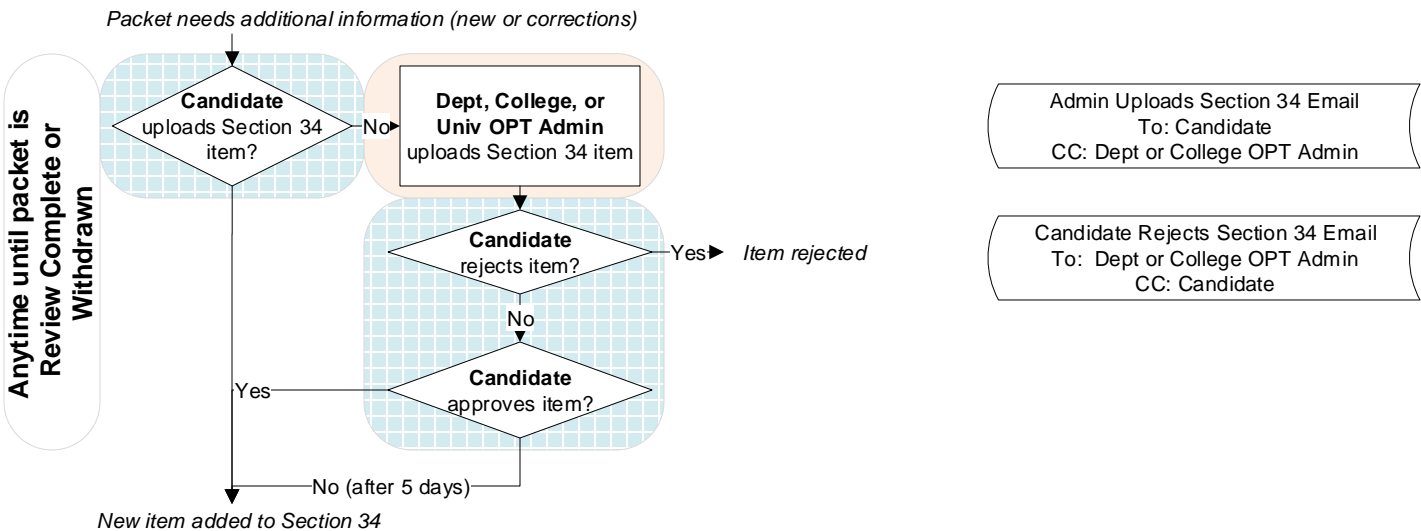 Packet needs additional information (new or corrections)
Anytime until packet is
Review Complete or
Withdrawn
Candidate
uploads Section 34
item?
No
Dept, College, or
Univ OPT Admin
uploads Section 34 item
Candidate
rejects item?
Yes
Item rejected
No
Candidate
approves item?
Yes
No (after 5 days)
New item added to Section 34
Admin Uploads Section 34 Email
To: Candidate
CC: Dept or College OPT Admin
Candidate Rejects Section 34 Email
To: Dept or College OPT Admin
CC: Candidate